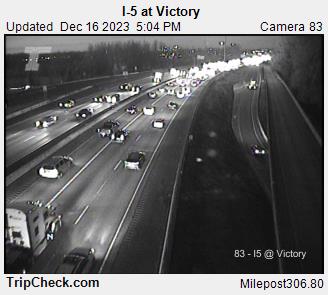 I-5 at Victory
Updated  Dec 16 2023  5:04 PM
Camera 83
T
83 - I5 @ Victory
N
TripCheck.com
Milepost306.80